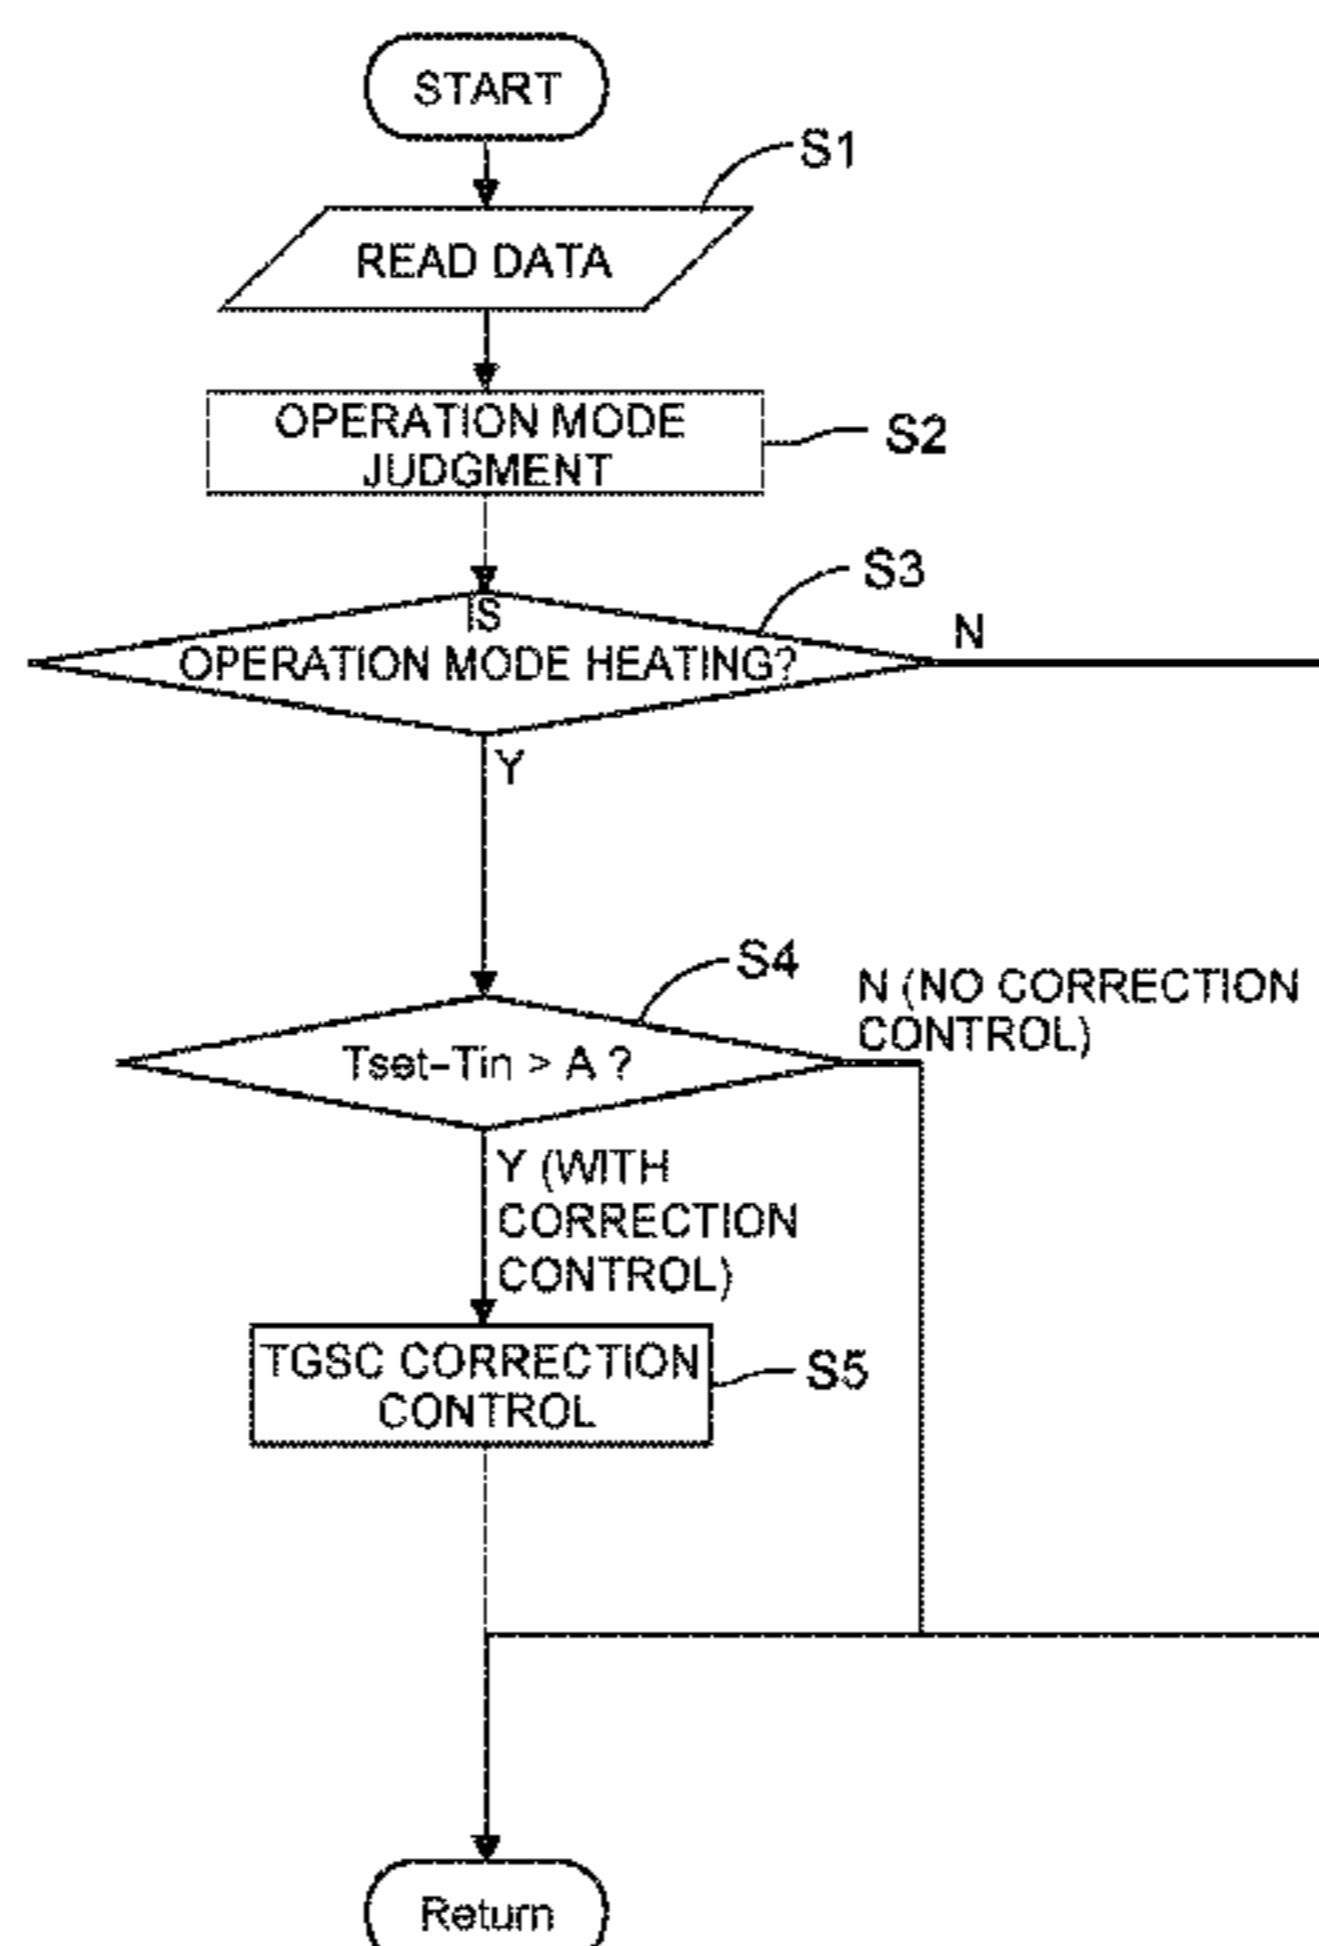 START
S1
READ DATA
OPERATION MODE
JUDGMENT
S2
S3
IS
OPERATION MODE HEATING?
N
Y
S4
N (NO CORRECTION
CONTROL)
Tset-Tin > A ?
Y (WITH
CORRECTION
CONTROL)
TGSC CORRECTION
CONTROL
S5
Return